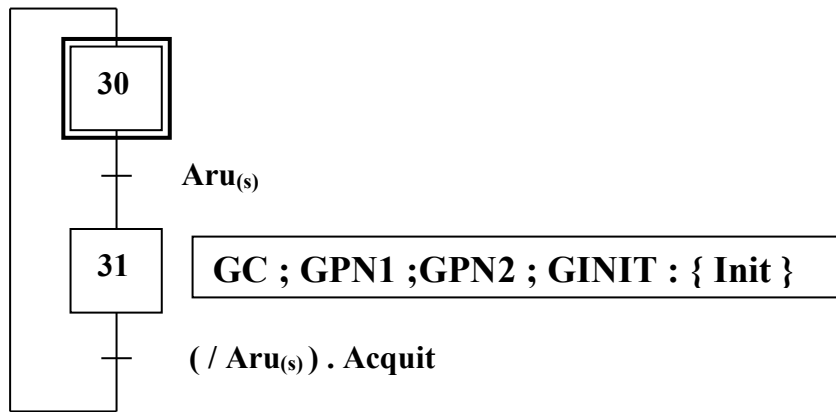 30
Aru(s)
31
GC ; GPN1 ;GPN2 ; GINIT : { Init }
( / Aru(s) ) . Acquit